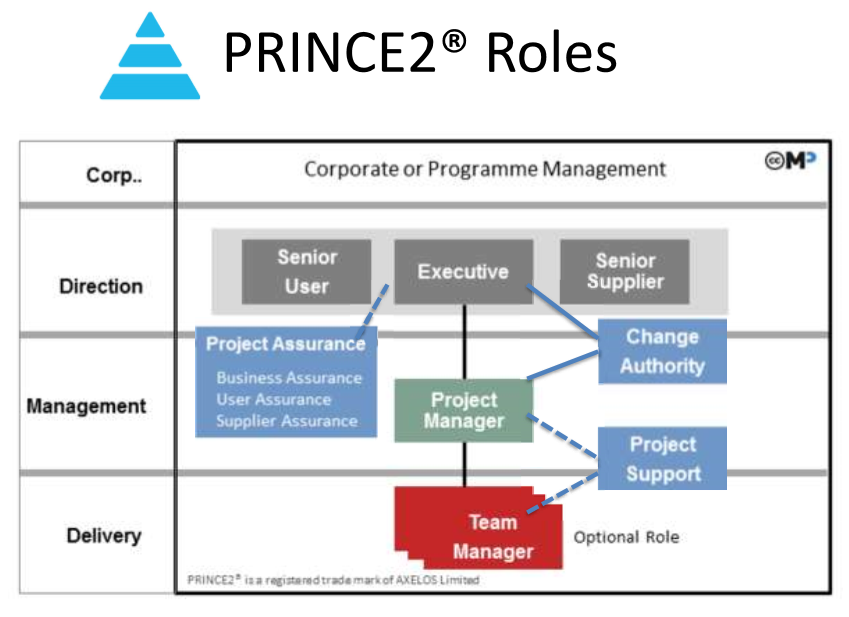 PRINCE2® Roles
Corp..
Corporate or Programme Management
cc MP
Direction
Senior
User
Executive
Senior
Supplier
Project Assurance
Business Assurance
User Assurance
Supplier Assurance
Change
Authority
Management
Project
Manager
Project
Support
Delivery
Team
Manager
Optional Role
PRINCE2® is a registered trade mark of AXELOS Limited